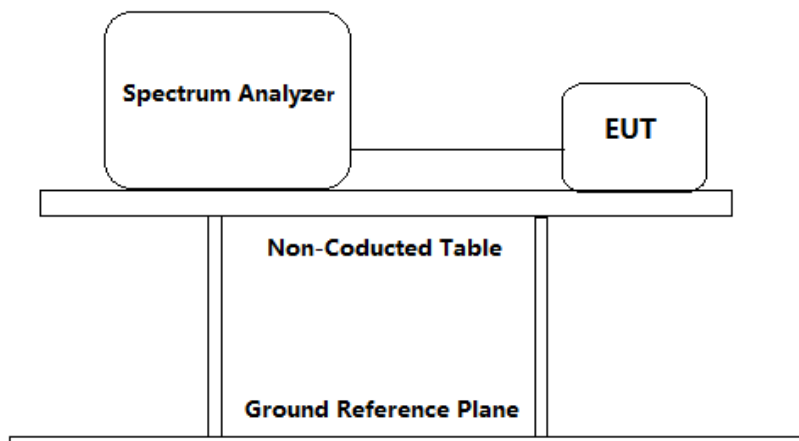 Spectrum Analyzer
EUT
Non-Coducted Table
Ground Reference Plane